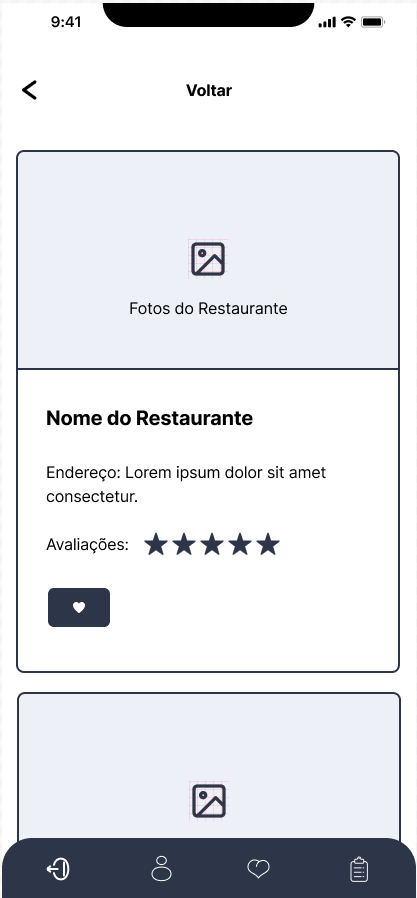 9:41
Voltar
Fotos do Restaurante
Nome do Restaurante
Endereço: Lorem ipsum dolor sit amet
consectetur.
Avaliações: